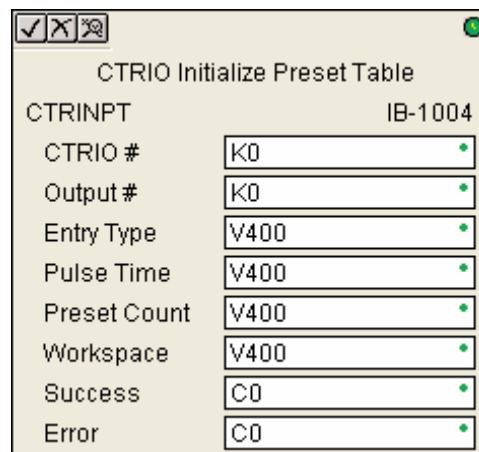 CTRIO Initialize Preset Table
CTRINPT IB-1004
CTRIO # K0
Output # K0
Entry Type V400
Pulse Time V400
Preset Count V400
Workspace V400
Success C0
Error C0